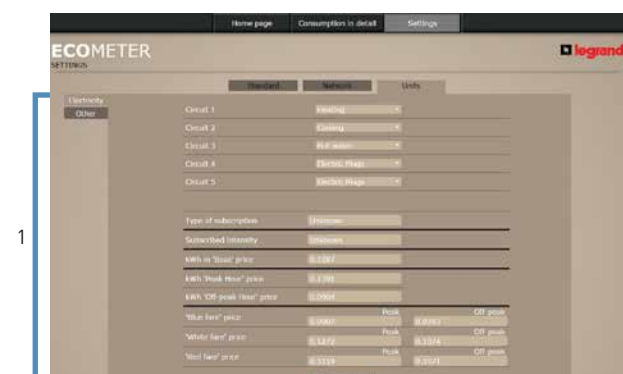 Home page Consumption in detail Settings
ECOMETER
SETTINGS
legrand
Standard Network Units
Electricity
Other
Circuit 1 Heating
Circuit 2 Cooling
Circuit 3 Hot water
Circuit 4 Electric Plugs
Circuit 5 Electric Plugs
Type of subscription Unknown
Subscribed Intensity Unknown
kWh in 'Base' price
kWh 'Peak Hour' price
kWh 'Off-peak Hour' price
'Blue fare' price Peak Off peak
'White fare' price Peak Off peak
'Red fare' price Peak Off peak
1